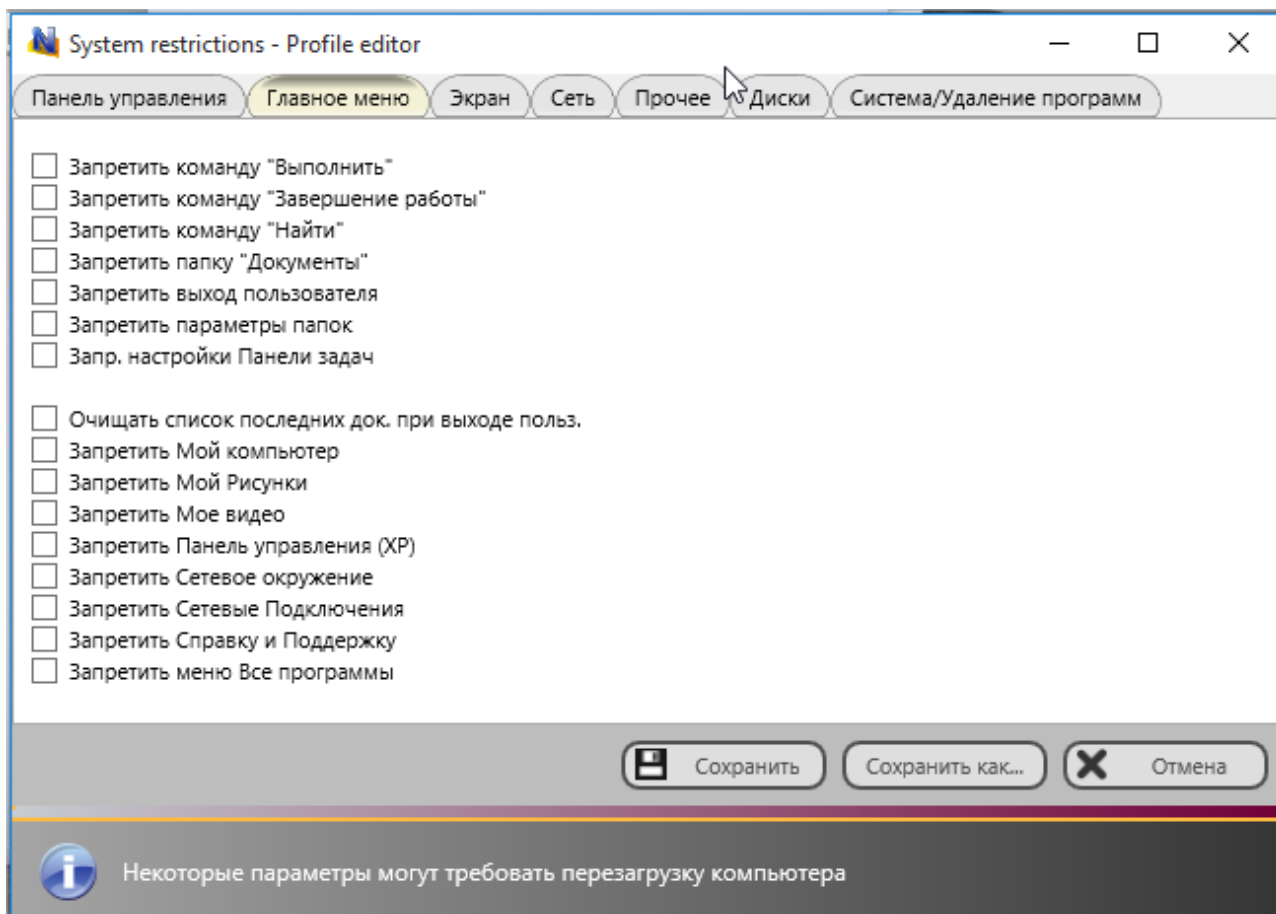 System restrictions - Profile editor
Панель управления Главное меню Экран Сеть Прочее Диски Система/Удаление программ
Запретить команду "Выполнить"
Запретить команду "Завершение работы"
Запретить команду "Найти"
Запретить папку "Документы"
Запретить выход пользователя
Запретить параметры папок
Запр. настройки Панели задач
Очищать список последних док. при выходе польз.
Запретить Мой компьютер
Запретить Мой Рисунки
Запретить Мое видео
Запретить Панель управления (XP)
Запретить Сетевое окружение
Запретить Сетевые Подключения
Запретить Справку и Поддержку
Запретить меню Все программы
Сохранить Сохранить как... Отмена
Некоторые параметры могут требовать перезагрузку компьютера